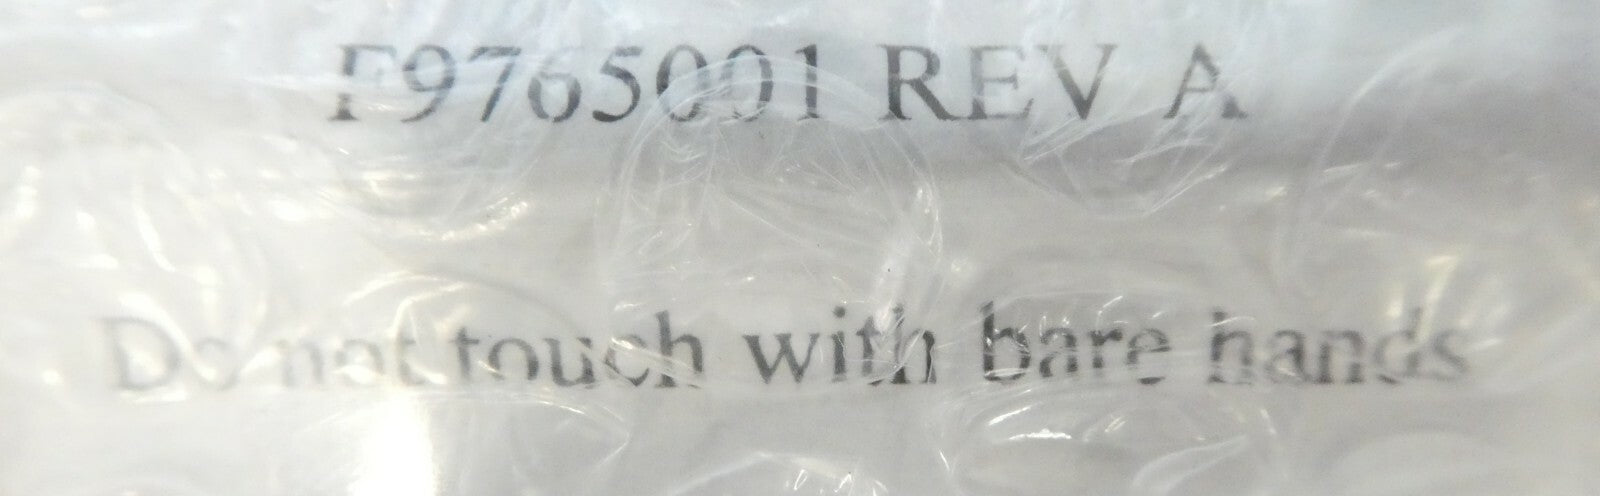 F9765001 REV A
Do not touch with bare hands